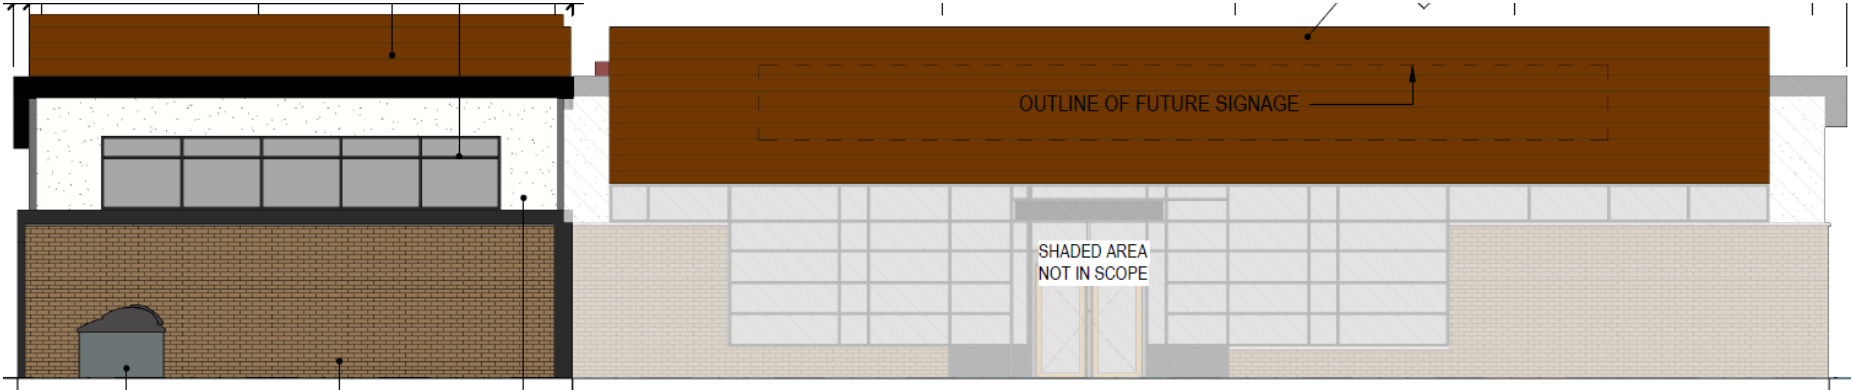 OUTLINE OF FUTURE SIGNAGE
SHADED AREA
NOT IN SCOPE